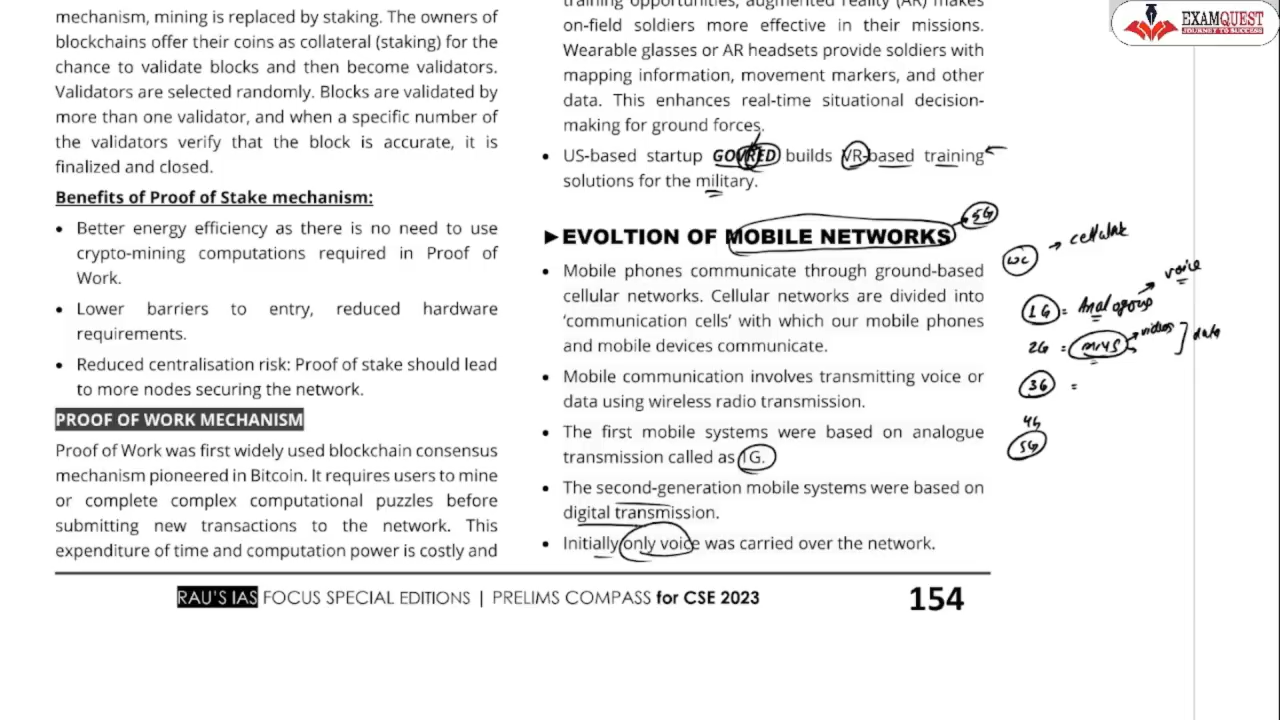 mechanism, mining is replaced by staking. The owners of
blockchains offer their coins as collateral (staking) for the
chance to validate blocks and then become validators.
Validators are selected randomly. Blocks are validated by
more than one validator, and when a specific number of
the validators verify that the block is accurate, it is
finalized and closed.
Benefits of Proof of Stake mechanism:
• Better energy efficiency as there is no need to use
crypto-mining computations required in Proof of
Work.
• Lower barriers to entry, reduced hardware
requirements.
• Reduced centralisation risk: Proof of stake should lead
to more nodes securing the network.
PROOF OF WORK MECHANISM
Proof of Work was first widely used blockchain consensus
mechanism pioneered in Bitcoin. It requires users to mine
or complete complex computational puzzles before
submitting new transactions to the network. This
expenditure of time and computation power is costly and
training opportunities, augmented reality (AR) makes
on-field soldiers more effective in their missions.
Wearable glasses or AR headsets provide soldiers with
mapping information, movement markers, and other
data. This enhances real-time situational decision-
making for ground forces.
• US-based startup GOVRED builds VR-based training
solutions for the military.
►EVOLTION OF MOBILE NETWORKS
• Mobile phones communicate through ground-based
cellular networks. Cellular networks are divided into
‘communication cells’ with which our mobile phones
and mobile devices communicate.
• Mobile communication involves transmitting voice or
data using wireless radio transmission.
• The first mobile systems were based on analogue
transmission called as 1G.
• The second-generation mobile systems were based on
digital transmission.
• Initially only voice was carried over the network.
5G
cellular
voice
1G =
2G = videos data
3G =
4G
5G
RAU'S IAS FOCUS SPECIAL EDITIONS | PRELIMS COMPASS for CSE 2023
154
EXAMQUEST
JOURNEY TO SUCCESS